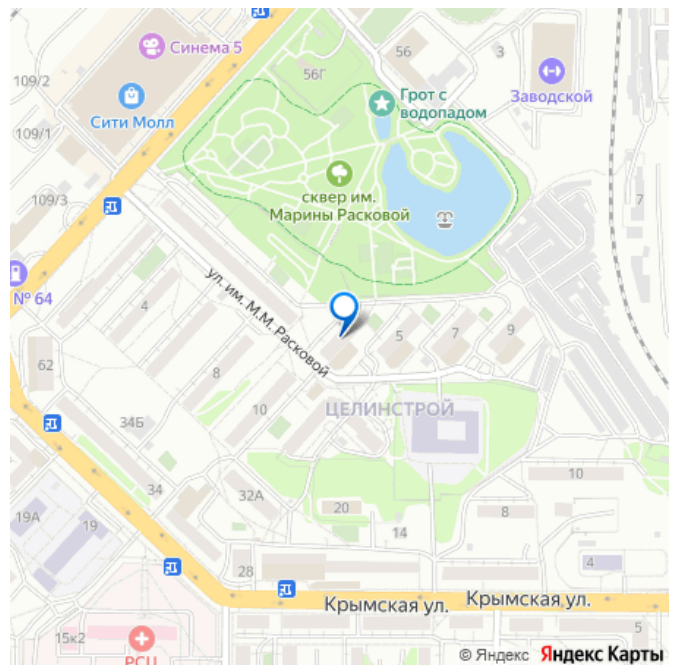 Синема 5
56
3
109/2
56Г
Грот с
водопадом
Заводской
Сити Молл
109/1
сквер им.
Марины Расковой
109/3
7
№ 64
ул. им. М.М. Расковой
4
5
7
9
62
8
10
ЦЕЛИНСТРОЙ
34Б
10
34
32А
20
8
19А
19
14
4
28
Крымская ул.
Крымская ул.
5
15к2
РСЦ
© Яндекс Яндекс Карты